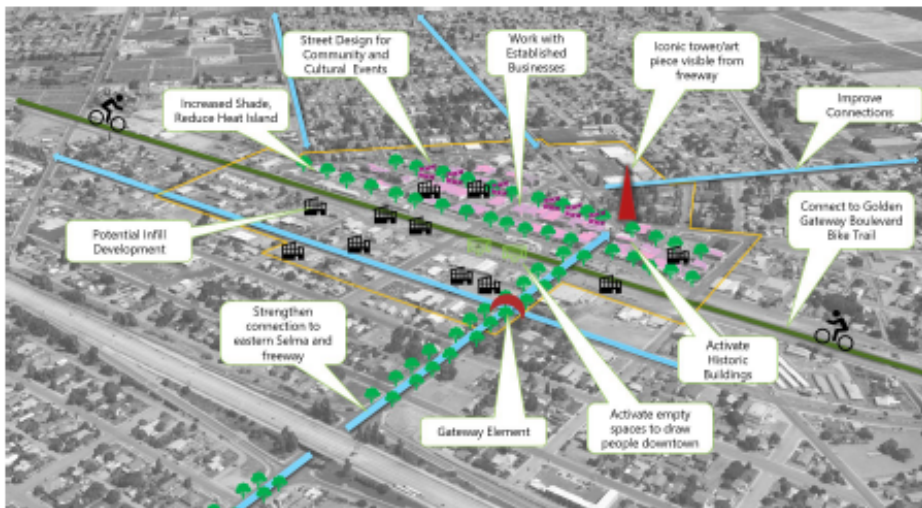 Street Design for
Community and
Cultural Events
Work with
Established
Businesses
Iconic tower/art
piece visible from
freeway
Increased Shade,
Reduce Heat Island
Improve
Connections
Connect to Golden
Gateway Boulevard
Bike Trail
Potential Infill
Development
Strengthen
connection to
eastern Selma and
freeway
Activate
Historic
Buildings
Gateway Element
Activate empty
spaces to draw
people downtown